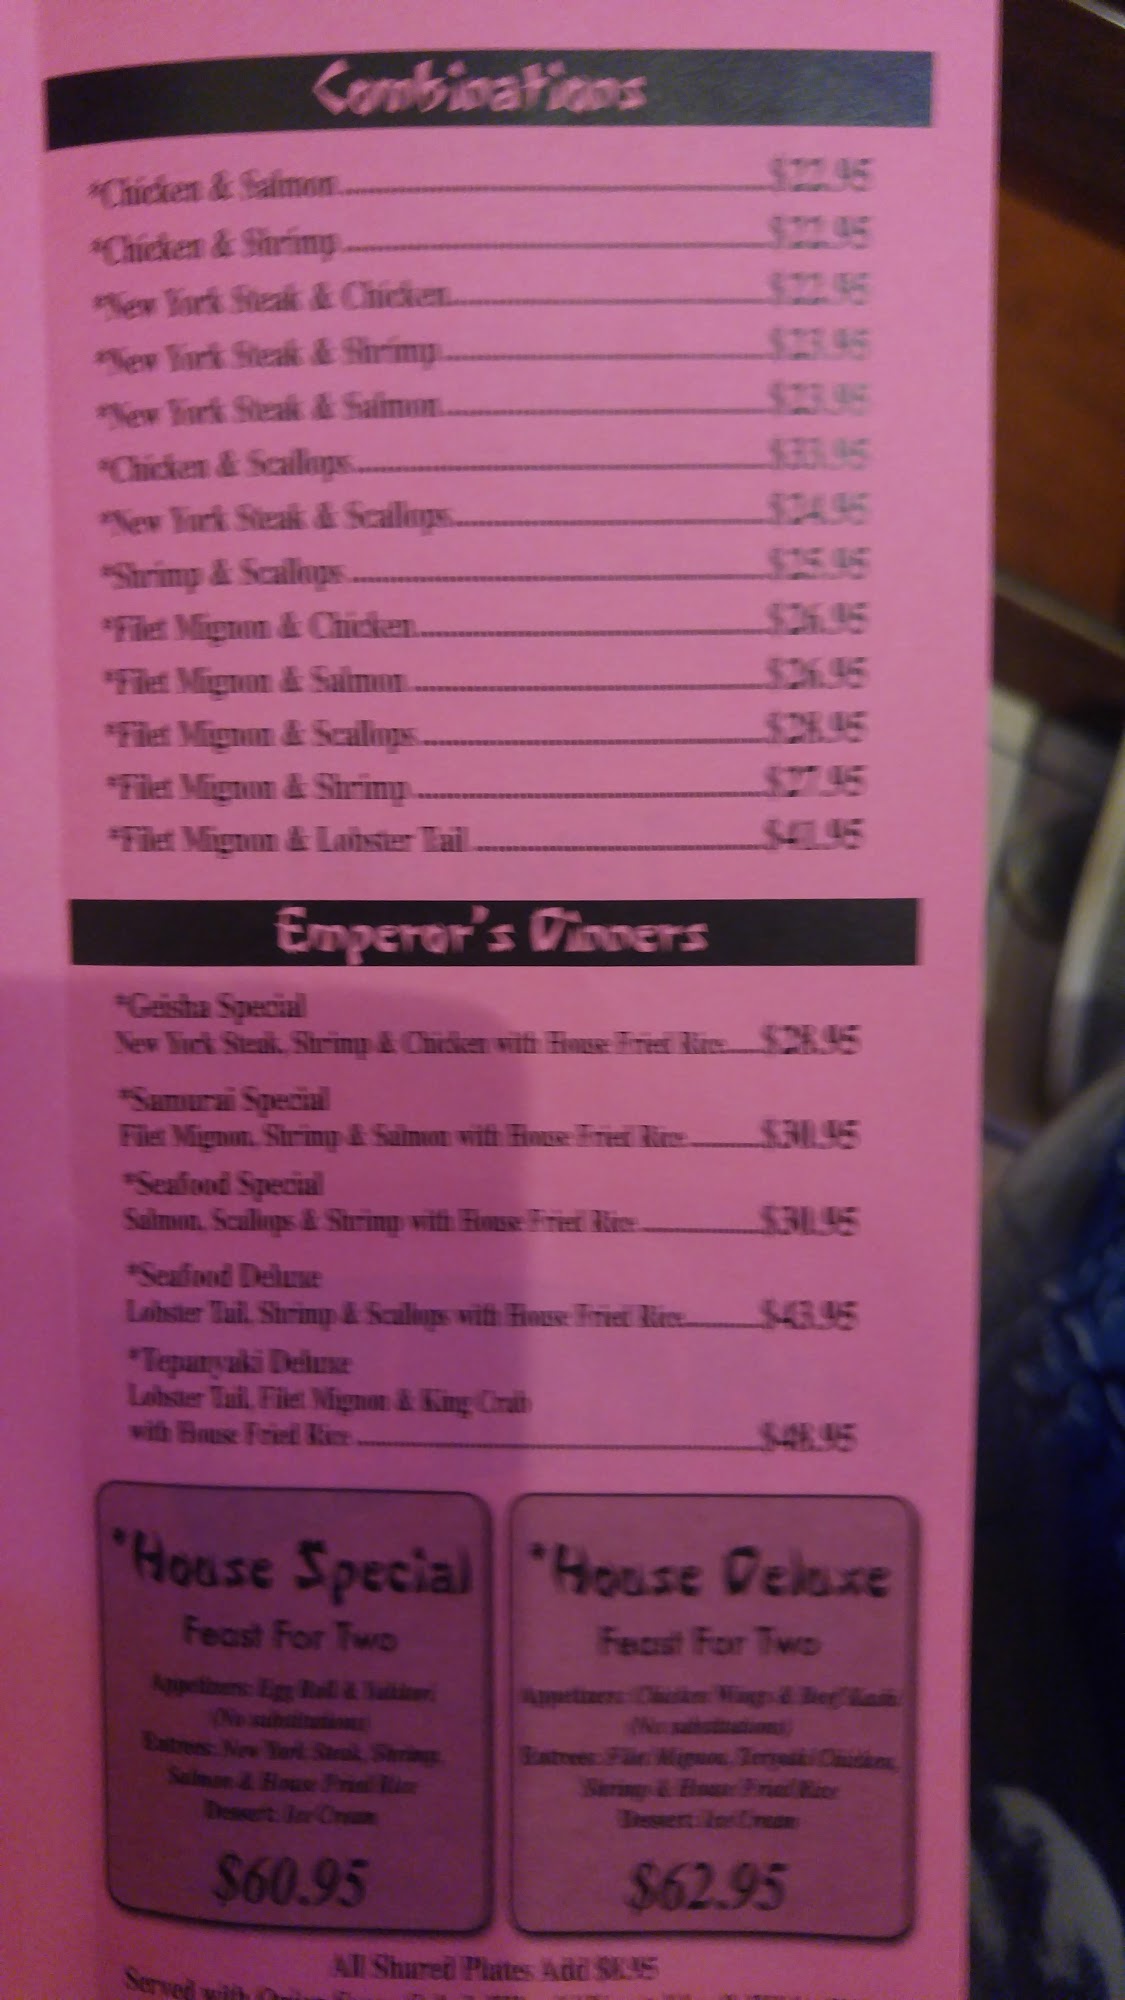 Combinations
*Chicken & Salmon..........$22.95
*Chicken & Shrimp..........$22.95
*New York Steak & Chicken..........$22.95
*New York Steak & Shrimp..........$23.95
*New York Steak & Salmon..........$23.95
*Chicken & Scallops..........$33.95
*New York Steak & Scallops..........$24.95
*Shrimp & Scallops..........$25.95
*Filet Mignon & Chicken..........$26.95
*Filet Mignon & Salmon..........$26.95
*Filet Mignon & Scallops..........$28.95
*Filet Mignon & Shrimp..........$27.95
*Filet Mignon & Lobster Tail..........$41.95
Emperor's Dinners
*Geisha Special
New York Steak, Shrimp & Chicken with House Fried Rice.....$28.95
*Samurai Special
Filet Mignon, Shrimp & Salmon with House Fried Rice..........$30.95
*Seafood Special
Salmon, Scallops & Shrimp with House Fried Rice..........$30.95
*Seafood Deluxe
Lobster Tail, Shrimp & Scallops with House Fried Rice..........$43.95
*Tepanyaki Deluxe
Lobster Tail, Filet Mignon & King Crab
with House Fried Rice..........$48.95
*House Special
Feast For Two
Appetizers: Egg Roll & Yakitori
(No substitutions)
Entrees: New York Steak, Shrimp,
Salmon & House Fried Rice
Dessert: Ice Cream
$60.95
*House Deluxe
Feast For Two
Appetizers: Chicken Wings & Beef Kushi
(No substitutions)
Entrees: Filet Mignon, Teriyaki Chicken,
Shrimp & House Fried Rice
Dessert: Ice Cream
$62.95
All Shared Plates Add $8.95
Served with